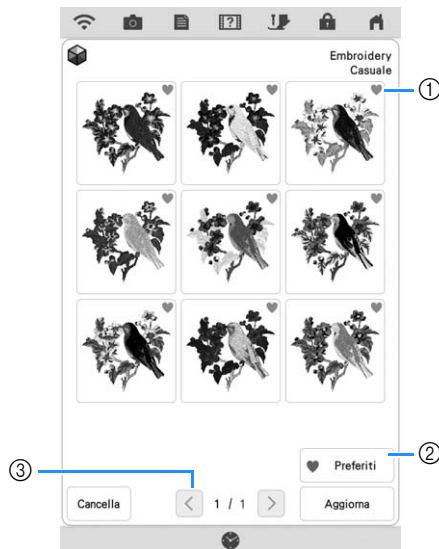 Embroidery
Casuale
①
② 
Preferiti
③
Cancella
1 / 1
Aggiorna